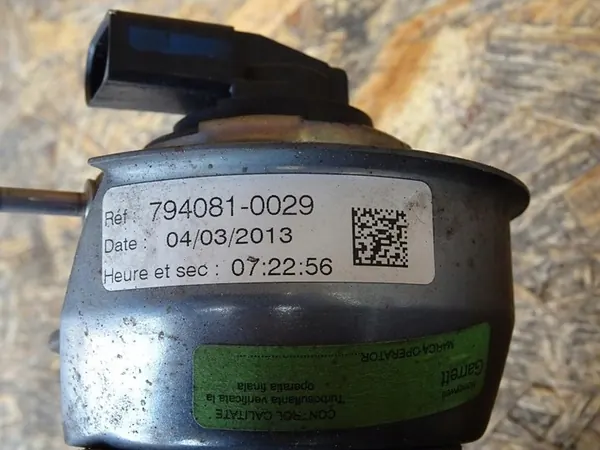 Réf : 794081-0029
Date : 04/03/2013
Heure et sec : 07:22:56
CONTROL CALITATE
Turbosuflanta verificata la
operatia finala
MARCA OPERATOR:
Garrett
Honeywell